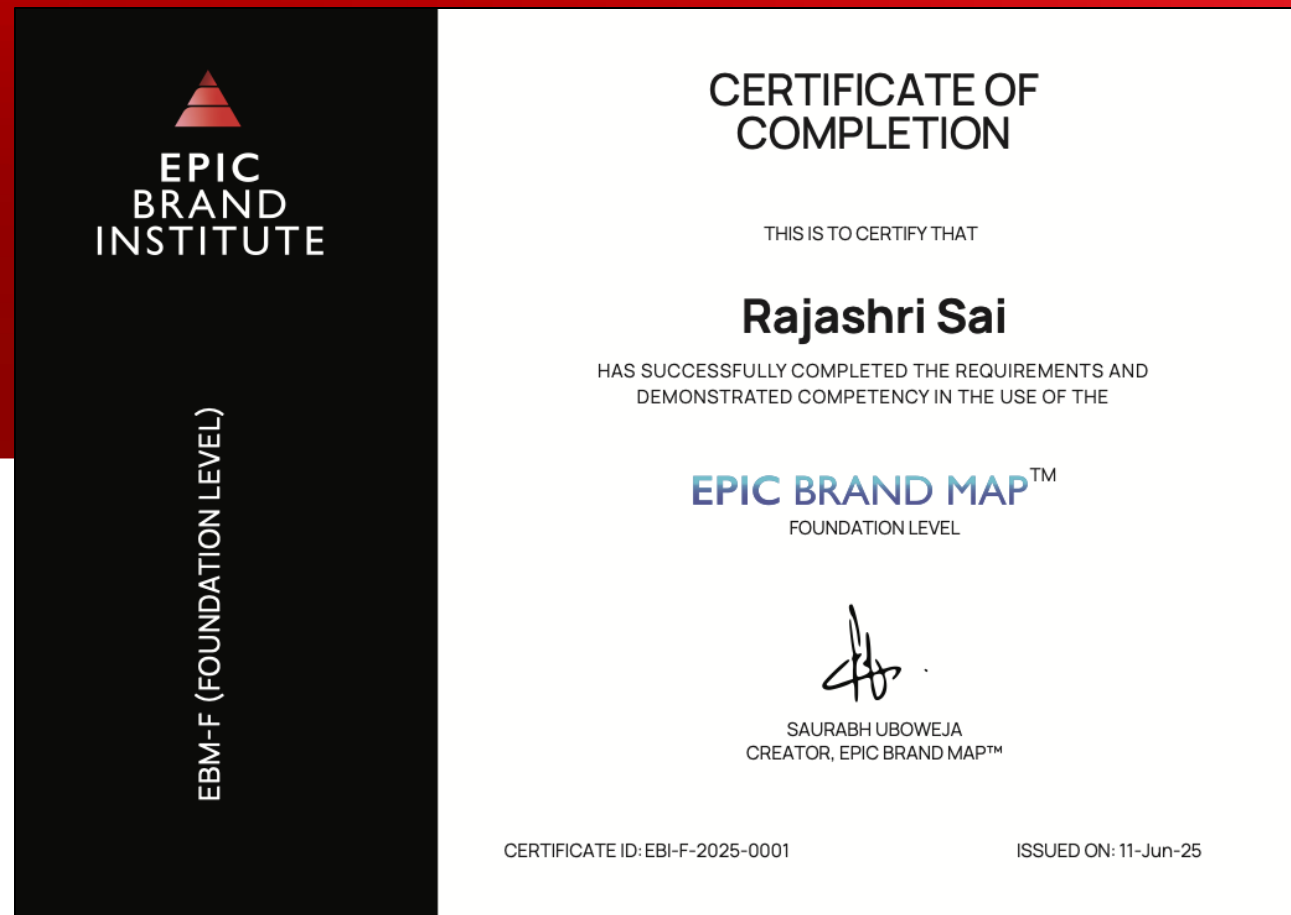 EPIC
BRAND
INSTITUTE
EBM-F (FOUNDATION LEVEL)
CERTIFICATE OF
COMPLETION
THIS IS TO CERTIFY THAT
Rajashri Sai
HAS SUCCESSFULLY COMPLETED THE REQUIREMENTS AND
DEMONSTRATED COMPETENCY IN THE USE OF THE
EPIC BRAND MAP™
FOUNDATION LEVEL
SAURABH UBOWEJA
CREATOR, EPIC BRAND MAP™
CERTIFICATE ID: EBI-F-2025-0001
ISSUED ON: 11-Jun-25